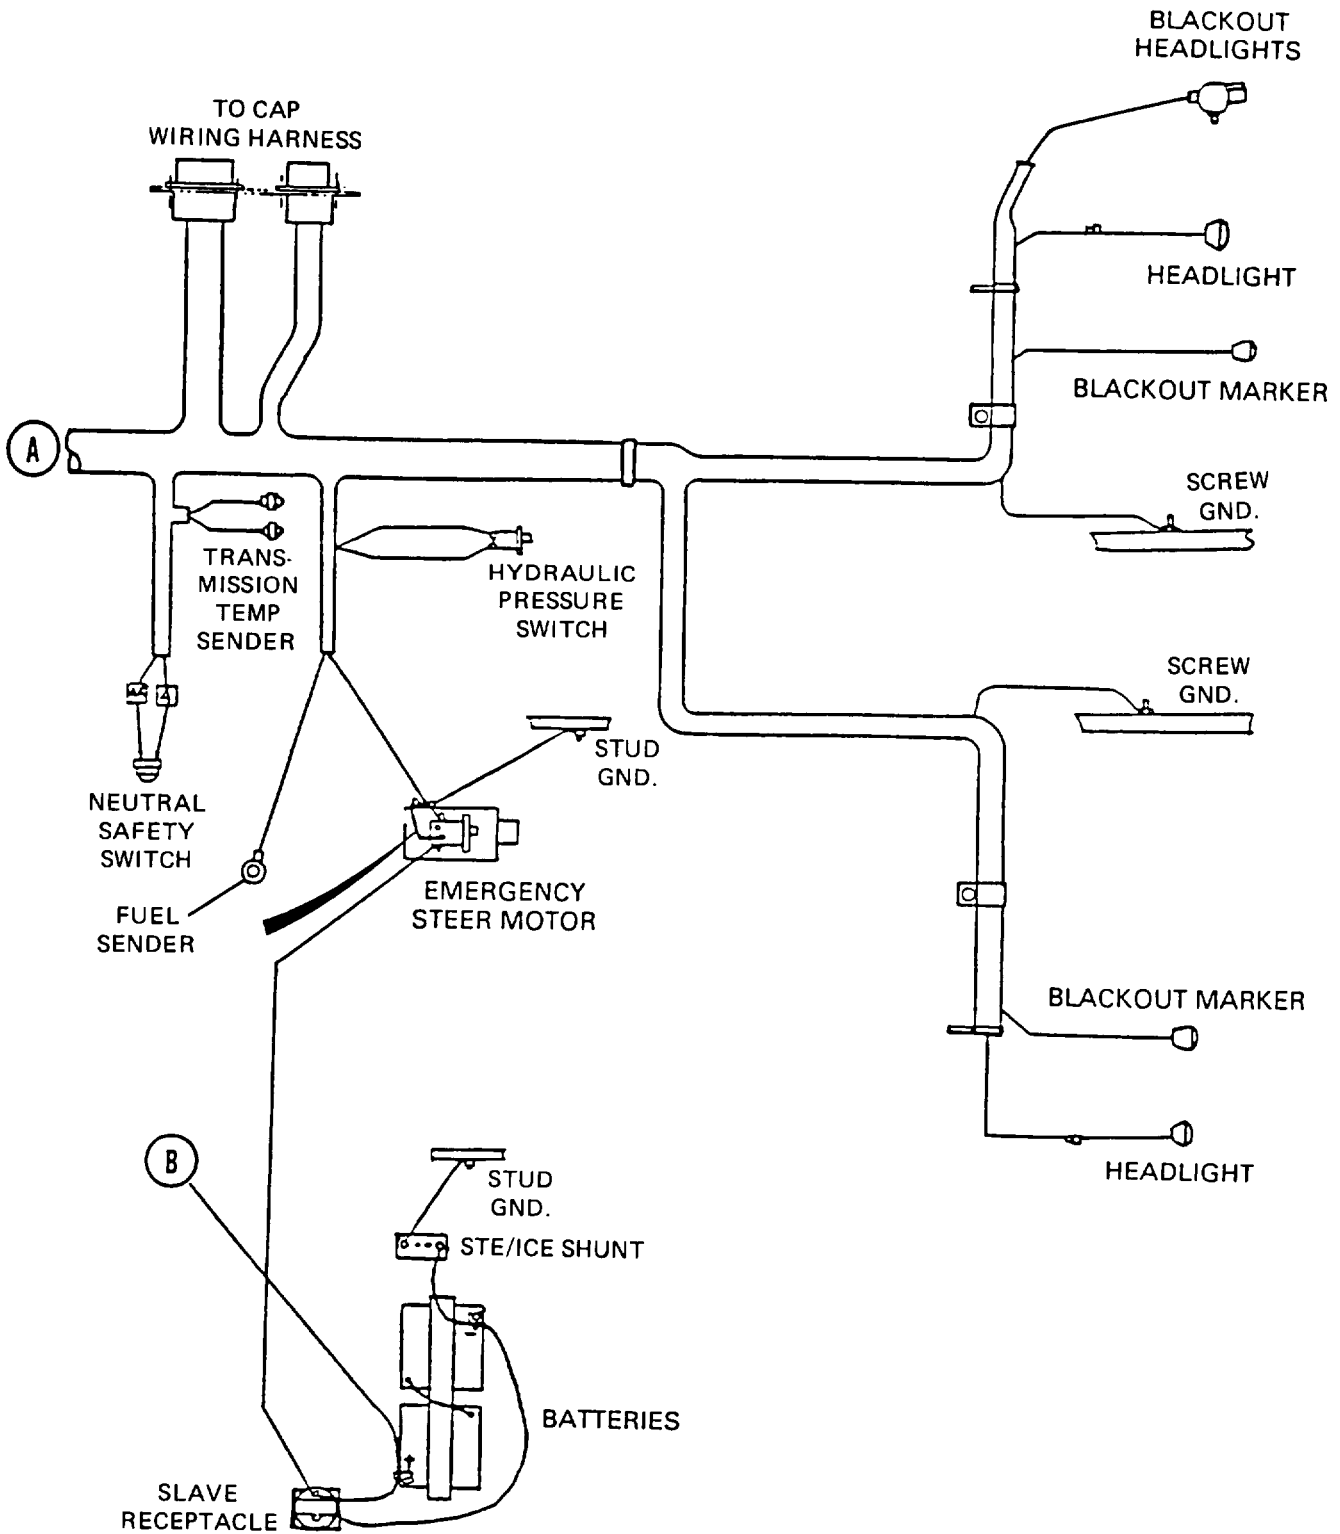 BLACKOUT
HEADLIGHTS
TO CAP
WIRING HARNESS
HEADLIGHT
BLACKOUT MARKER
A
SCREW
GND.
TRANS-
MISSION
TEMP
SENDER
HYDRAULIC
PRESSURE
SWITCH
SCREW
GND.
STUD
GND.
NEUTRAL
SAFETY
SWITCH
EMERGENCY
STEER MOTOR
FUEL
SENDER
BLACKOUT MARKER
B
STUD
GND.
HEADLIGHT
STE/ICE SHUNT
-
BATTERIES
+
SLAVE
RECEPTACLE